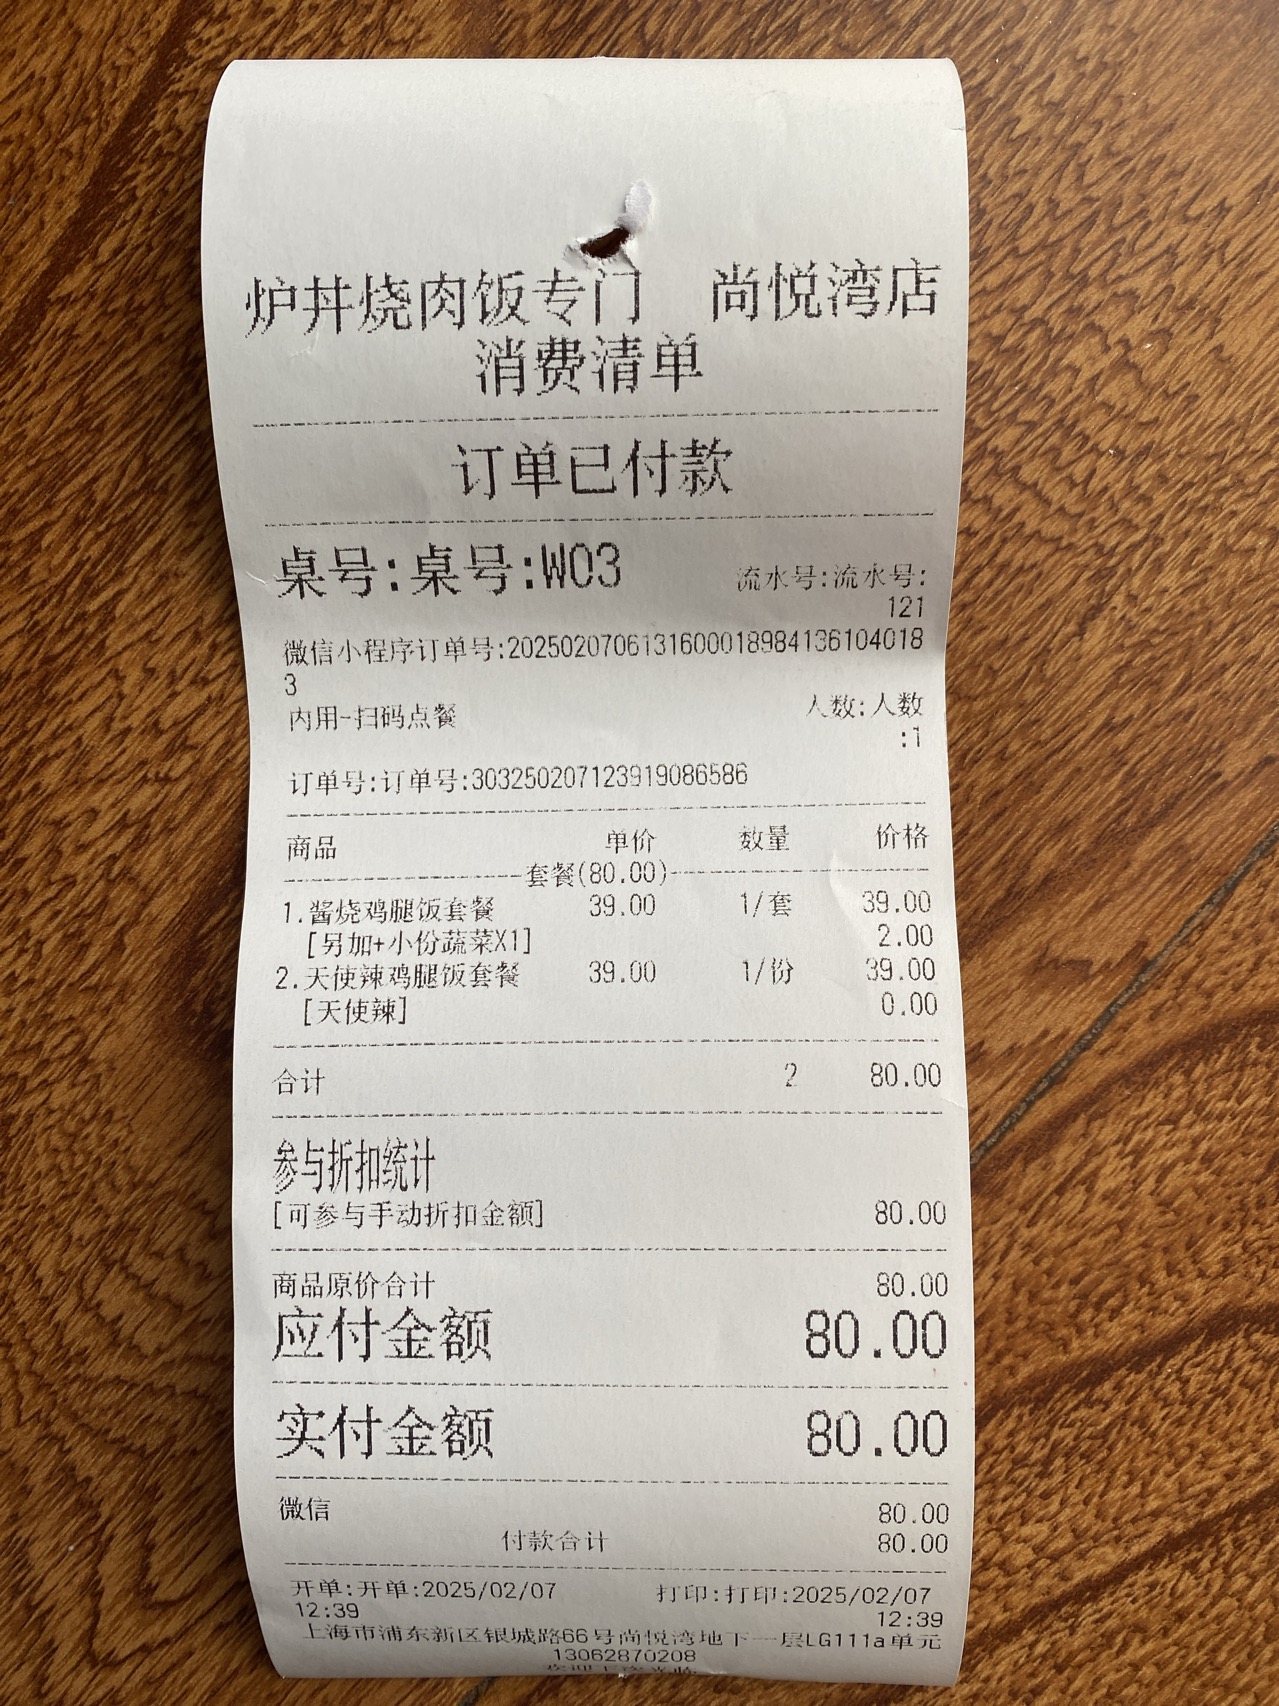 炉丼烧肉饭专门 尚悦湾店
消费清单
订单已付款
桌号:桌号:W03 流水号:流水号:
121
微信小程序订单号:2025020706131600018984136104018
3
内用-扫码点餐 人数:人数
:1
订单号:订单号:303250207123919086586
商品 单价 数量 价格
套餐(80.00)
1.酱烧鸡腿饭套餐 39.00 1/套 39.00
[另加+小份蔬菜X1] 2.00
2.天使辣鸡腿饭套餐 39.00 1/份 39.00
[天使辣] 0.00
合计 2 80.00
参与折扣统计
[可参与手动折扣金额] 80.00
商品原价合计 80.00
应付金额 80.00
实付金额 80.00
微信 80.00
付款合计 80.00
开单:开单:2025/02/07 打印:打印:2025/02/07
12:39 12:39
上海市浦东新区银城路66号尚悦湾地下一层LG111a单元
13062870208